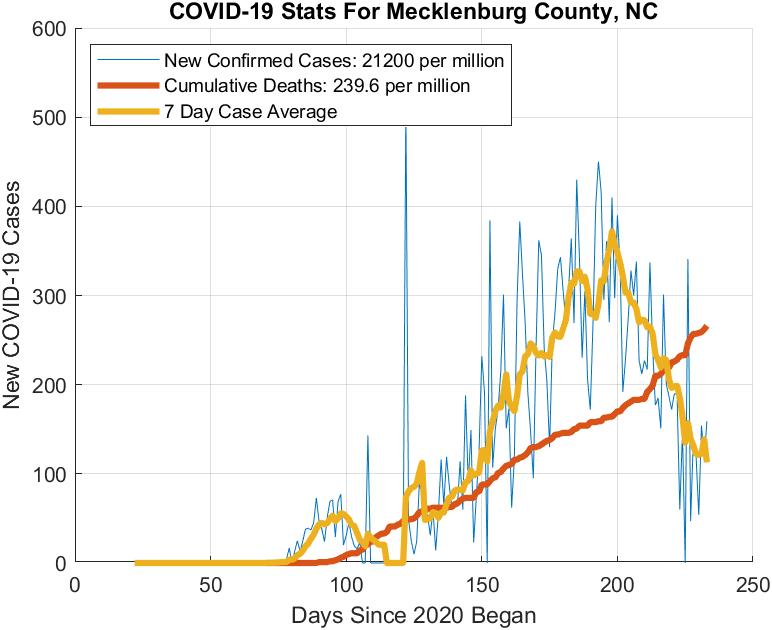 COVID-19 Stats For Mecklenburg County, NC
600
New Confirmed Cases: 21200 per million
Cumulative Deaths: 239.6 per million
7 Day Case Average
500
400
300
200
100
0
New COVID-19 Cases
0 50 100 150 200 250
Days Since 2020 Began